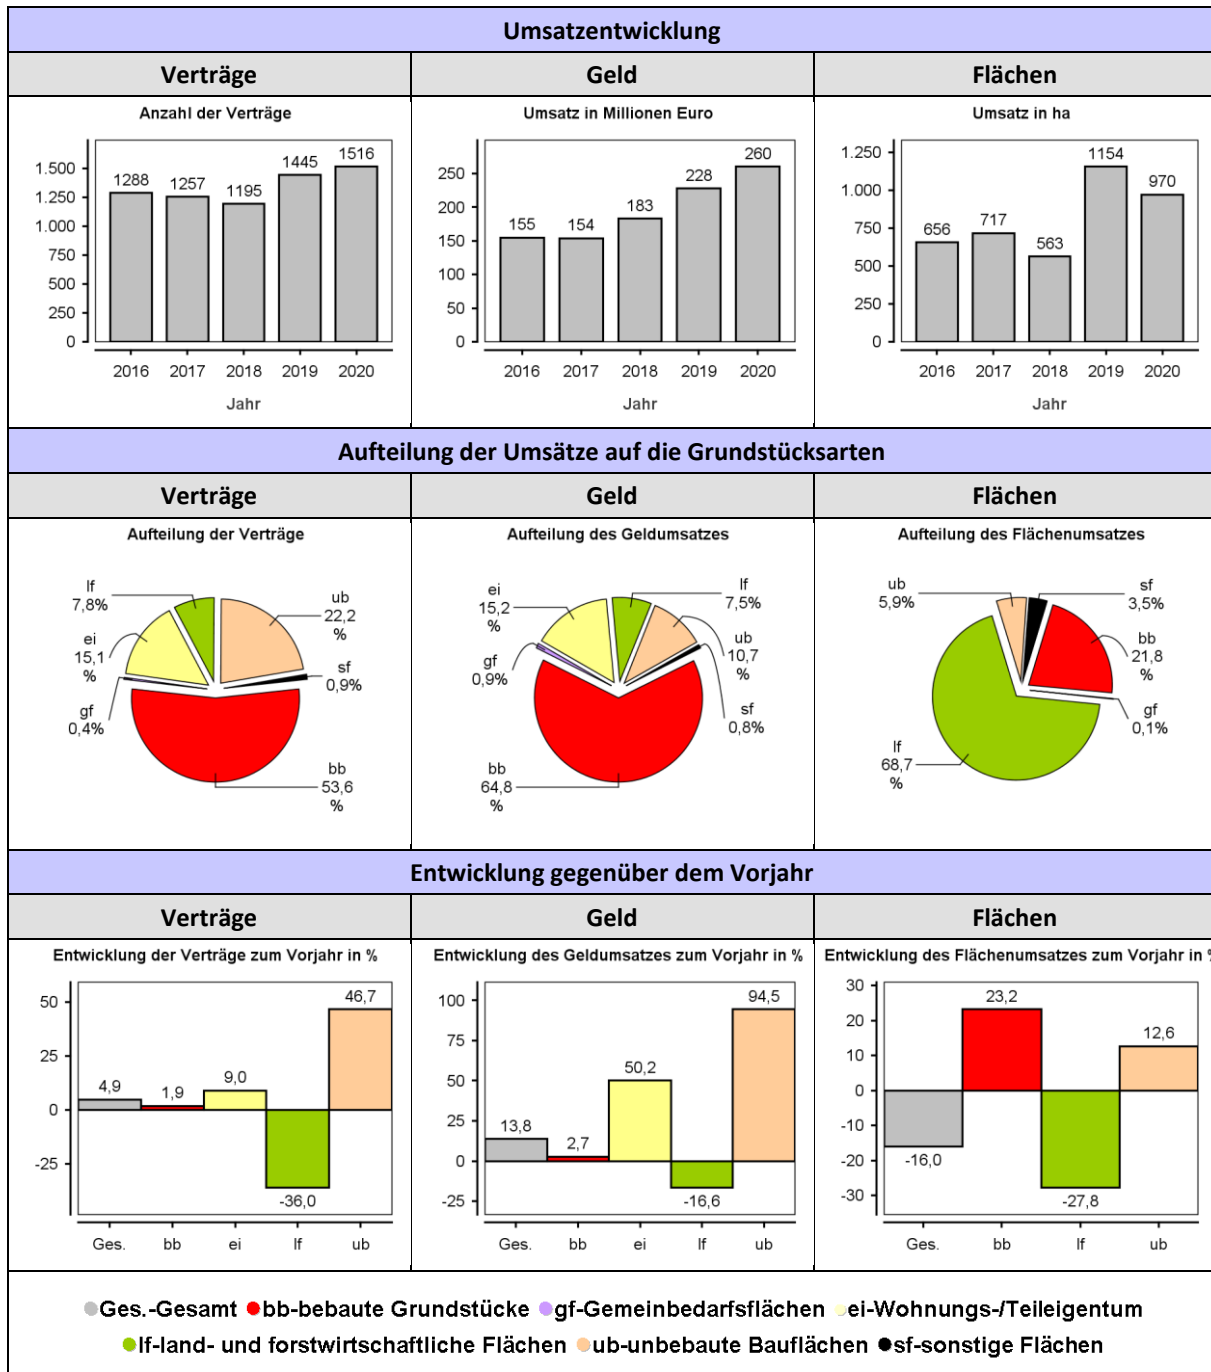 Umsatzentwicklung
Verträge
Geld
Flächen
Anzahl der Verträge
1.500
1.250
1.000
750
500
250
0
1288
1257
1195
1445
1516
2016 2017 2018 2019 2020
Jahr
Umsatz in Millionen Euro
250
200
150
100
50
0
155
154
183
228
260
2016 2017 2018 2019 2020
Jahr
Umsatz in ha
1.250
1.000
750
500
250
0
656
717
563
1154
970
2016 2017 2018 2019 2020
Jahr
Aufteilung der Umsätze auf die Grundstücksarten
Verträge
Geld
Flächen
Aufteilung der Verträge
lf
7,8%
ub
22,2
%
ei
15,1
%
sf
0,9%
gf
0,4%
bb
53,6
%
Aufteilung des Geldumsatzes
ei
15,2
%
lf
7,5%
ub
10,7
%
gf
0,9%
sf
0,8%
bb
64,8
%
Aufteilung des Flächenumsatzes
ub
5,9%
sf
3,5%
bb
21,8
%
gf
0,1%
lf
68,7
%
Entwicklung gegenüber dem Vorjahr
Verträge
Geld
Flächen
Entwicklung der Verträge zum Vorjahr in %
50
25
0
-25
4,9
1,9
9,0
-36,0
46,7
Ges. bb ei lf ub
Entwicklung des Geldumsatzes zum Vorjahr in %
100
75
50
25
0
-25
13,8
2,7
50,2
-16,6
94,5
Ges. bb ei lf ub
Entwicklung des Flächenumsatzes zum Vorjahr in %
30
20
10
0
-10
-20
-30
-16,0
23,2
-27,8
12,6
Ges. bb lf ub
Ges.-Gesamt bb-bebaute Grundstücke gf-Gemeinbedarfsflächen ei-Wohnungs-/Teileigentum
lf-land- und forstwirtschaftliche Flächen ub-unbebaute Bauflächen sf-sonstige Flächen